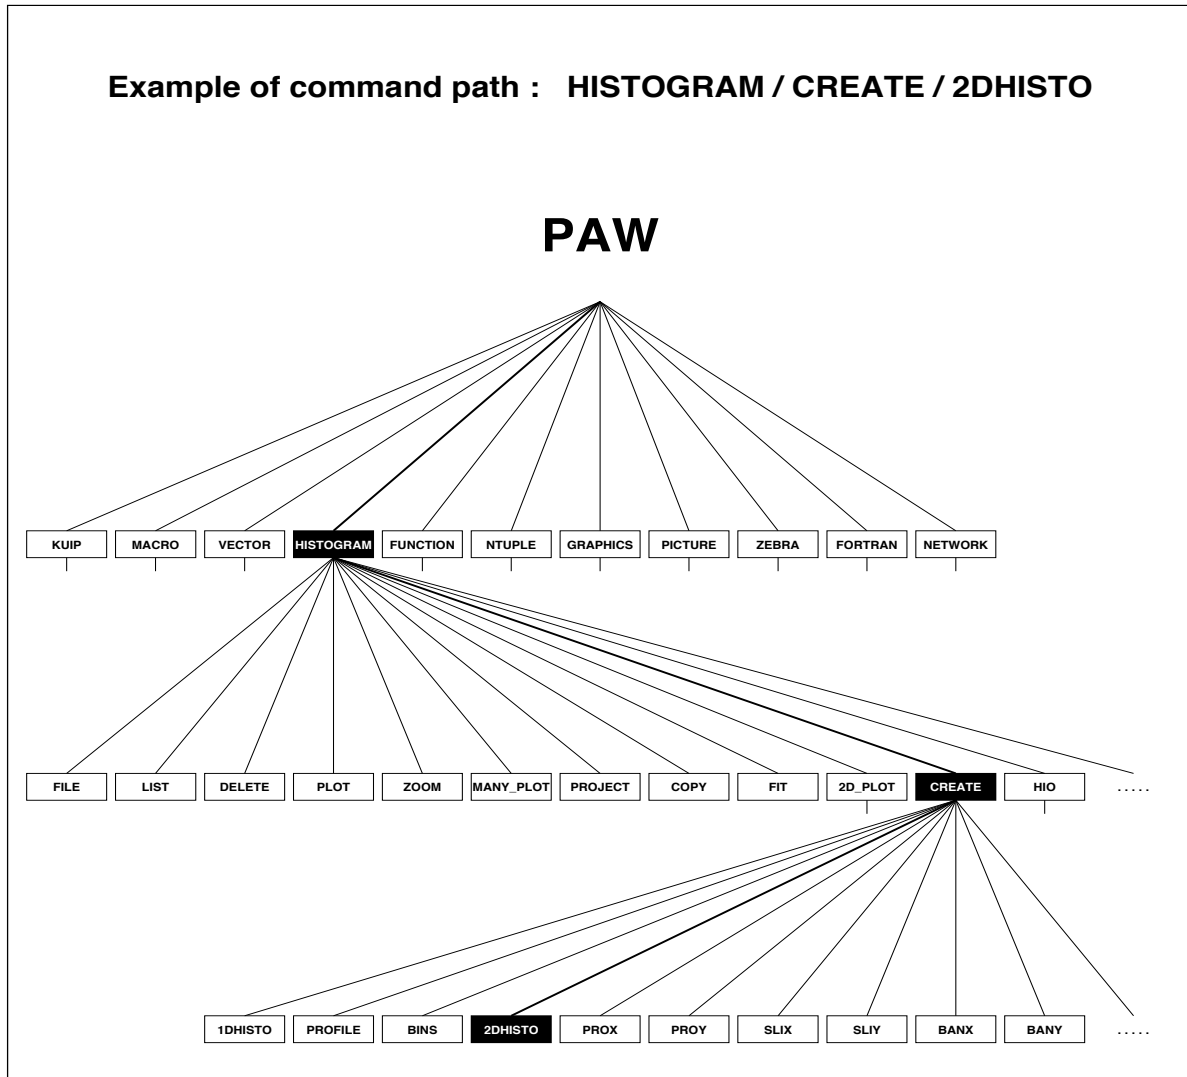 Example of command path : HISTOGRAM / CREATE / 2DHISTO
PAW
KUIP MACRO VECTOR HISTOGRAM FUNCTION NTUPLE GRAPHICS PICTURE ZEBRA FORTRAN NETWORK
FILE LIST DELETE PLOT ZOOM MANY_PLOT PROJECT COPY FIT 2D_PLOT CREATE HIO .....
1DHISTO PROFILE BINS 2DHISTO PROX PROY SLIX SLIY BANX BANY .....